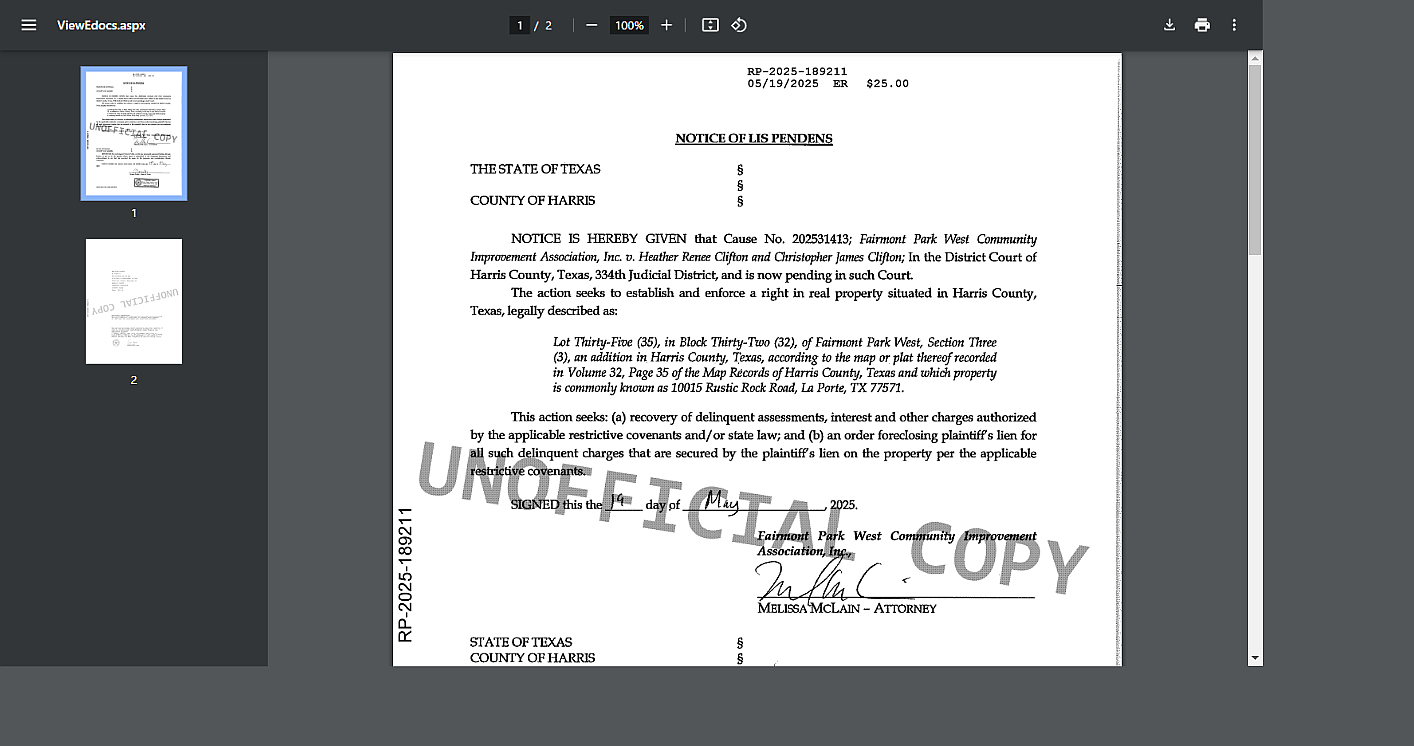 ViewEdocs.aspx
1 / 2
100%
1
2
RP-2025-189211
05/19/2025 ER $25.00
NOTICE OF LIS PENDENS
THE STATE OF TEXAS §
§
COUNTY OF HARRIS §
NOTICE IS HEREBY GIVEN that Cause No. 202531413; Fairmont Park West Community
Improvement Association, Inc. v. Heather Renee Clifton and Christopher James Clifton; In the District Court of
Harris County, Texas, 334th Judicial District, and is now pending in such Court.
The action seeks to establish and enforce a right in real property situated in Harris County,
Texas, legally described as:
Lot Thirty-Five (35), in Block Thirty-Two (32), of Fairmont Park West, Section Three
(3), an addition in Harris County, Texas, according to the map or plat thereof recorded
in Volume 32, Page 35 of the Map Records of Harris County, Texas and which property
is commonly known as 10015 Rustic Rock Road, La Porte, TX 77571.
This action seeks: (a) recovery of delinquent assessments, interest and other charges authorized
by the applicable restrictive covenants and/or state law; and (b) an order foreclosing plaintiff's lien for
all such delinquent charges that are secured by the plaintiff's lien on the property per the applicable
restrictive covenants.
SIGNED this the 19 day of May, 2025.
Fairmont Park West Community Improvement
Association, Inc.,
MELISSA MCLAIN – ATTORNEY
STATE OF TEXAS §
COUNTY OF HARRIS §
RP-2025-189211
UNOFFICIAL COPY